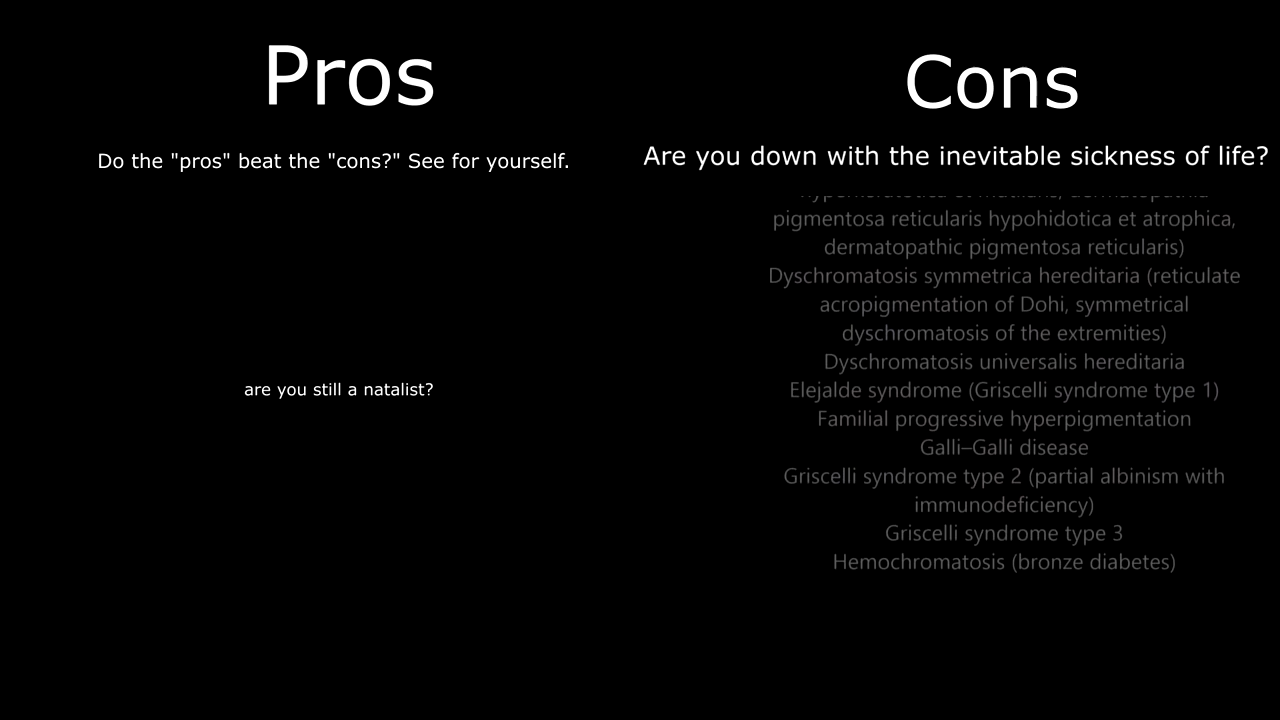 Pros
Do the "pros" beat the "cons?" See for yourself.
are you still a natalist?
Cons
Are you down with the inevitable sickness of life?
pigmentosa reticularis hypohidotica et atrophica,
dermatopathic pigmentosa reticularis)
Dyschromatosis symmetrica hereditaria (reticulate
acropigmentation of Dohi, symmetrical
dyschromatosis of the extremities)
Dyschromatosis universalis hereditaria
Elejalde syndrome (Griscelli syndrome type 1)
Familial progressive hyperpigmentation
Galli–Galli disease
Griscelli syndrome type 2 (partial albinism with
immunodeficiency)
Griscelli syndrome type 3
Hemochromatosis (bronze diabetes)